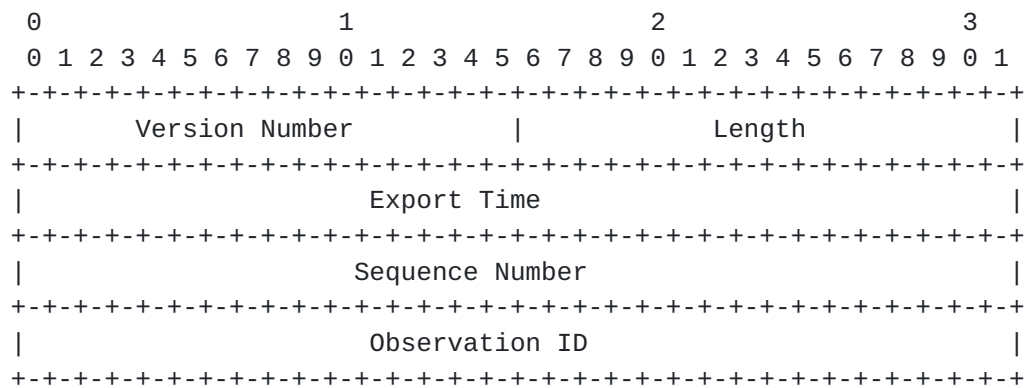 0                   1                   2                   3
0 1 2 3 4 5 6 7 8 9 0 1 2 3 4 5 6 7 8 9 0 1 2 3 4 5 6 7 8 9 0 1
+-+-+-+-+-+-+-+-+-+-+-+-+-+-+-+-+-+-+-+-+-+-+-+-+-+-+-+-+-+-+-+-+
|       Version Number          |            Length             |
+-+-+-+-+-+-+-+-+-+-+-+-+-+-+-+-+-+-+-+-+-+-+-+-+-+-+-+-+-+-+-+-+
|                      Export Time                              |
+-+-+-+-+-+-+-+-+-+-+-+-+-+-+-+-+-+-+-+-+-+-+-+-+-+-+-+-+-+-+-+-+
|                     Sequence Number                           |
+-+-+-+-+-+-+-+-+-+-+-+-+-+-+-+-+-+-+-+-+-+-+-+-+-+-+-+-+-+-+-+-+
|                      Observation ID                           |
+-+-+-+-+-+-+-+-+-+-+-+-+-+-+-+-+-+-+-+-+-+-+-+-+-+-+-+-+-+-+-+-+